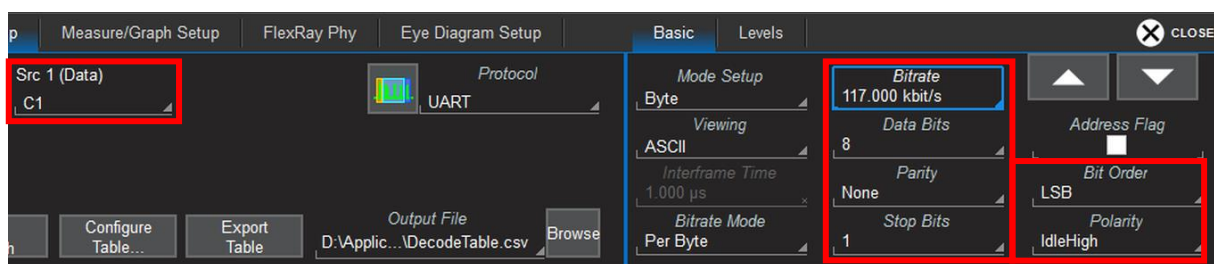 p Measure/Graph Setup FlexRay Phy Eye Diagram Setup Basic Levels CLOSE
Src 1 (Data)
C1
Protocol
UART
Mode Setup
Byte
Viewing
ASCII
Interframe Time
1.000 µs
Bitrate Mode
Per Byte
Bitrate
117.000 kbit/s
Data Bits
8
Parity
None
Stop Bits
1
Address Flag
Bit Order
LSB
Polarity
IdleHigh
Configure
Table...
Export
Table
Output File
D:\Applic...\DecodeTable.csv
Browse